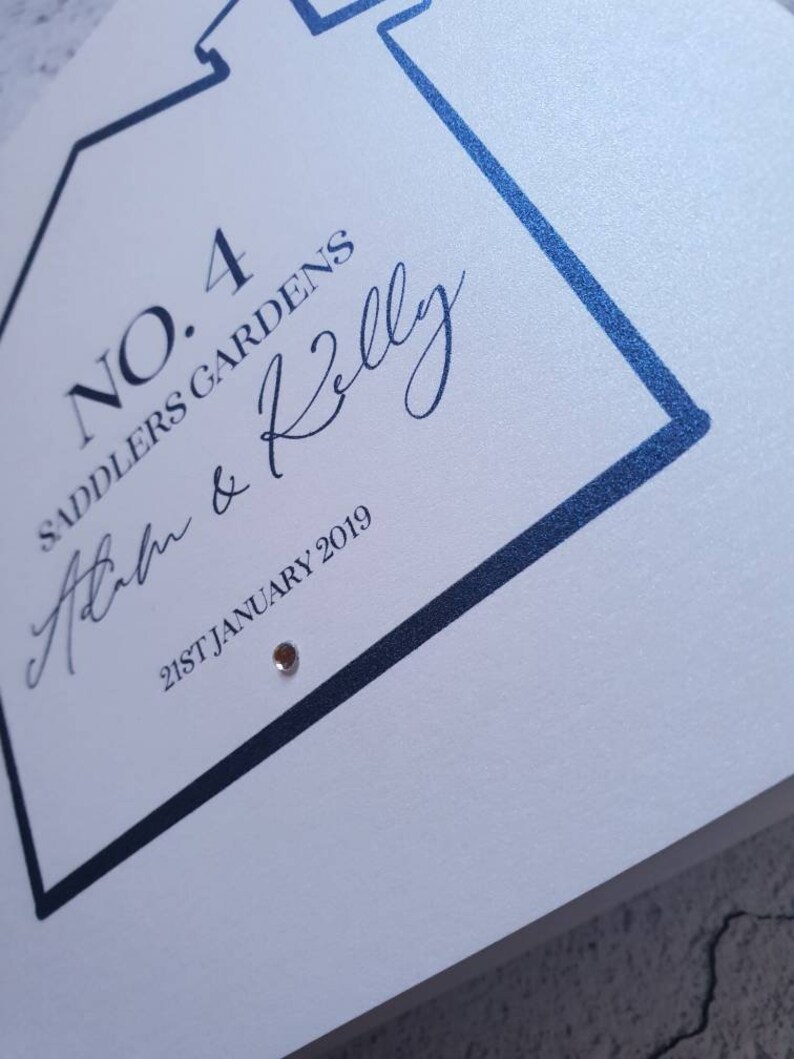 NO. 4
SADDLERS GARDENS
Adam & Kelly
21ST JANUARY 2019